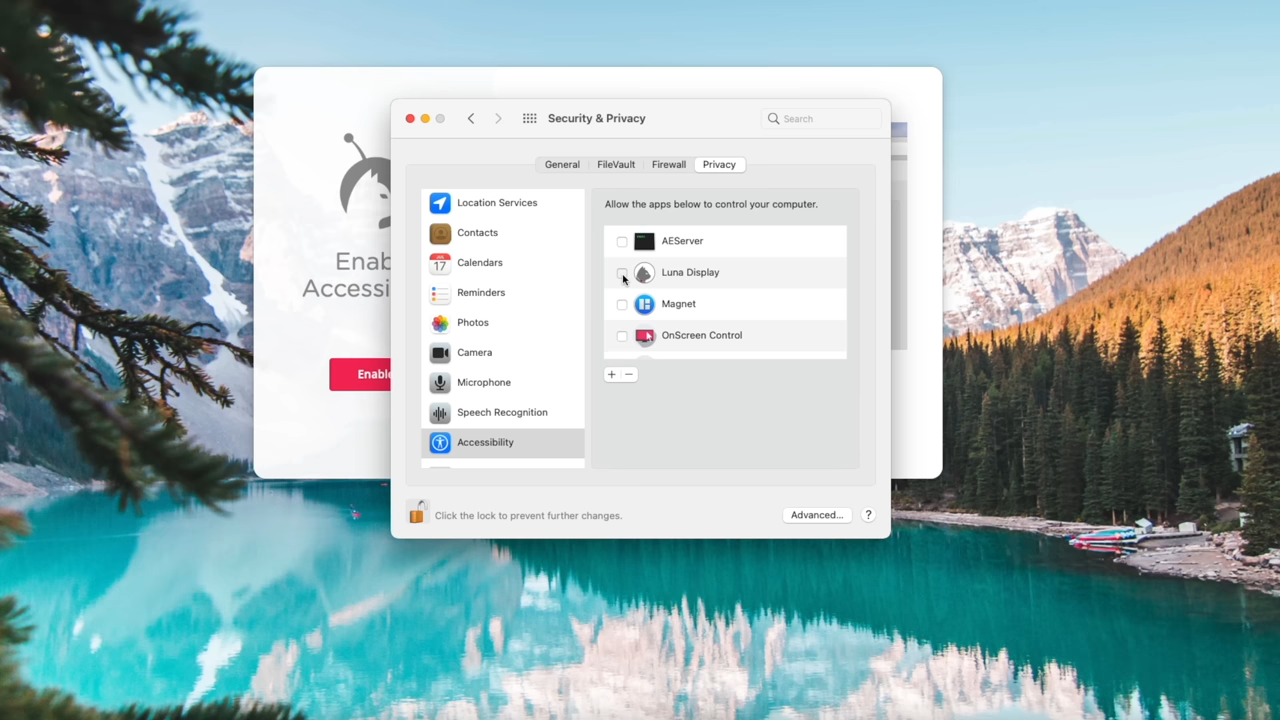 Security & Privacy
Search
General
FileVault
Firewall
Privacy
Location Services
Contacts
JAN
17
Calendars
Reminders
Photos
Camera
Microphone
Speech Recognition
Accessibility
Allow the apps below to control your computer.
AEServer
Luna Display
Magnet
OnScreen Control
+ −
Click the lock to prevent further changes.
Advanced...
?
Enab
Accessi
Enable